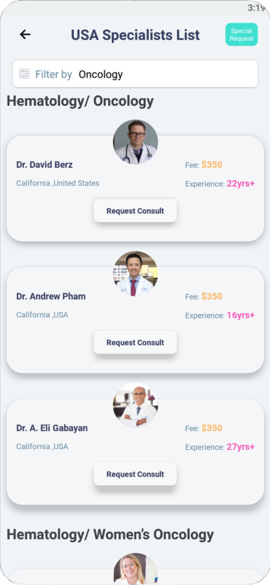 3:19
USA Specialists List
Special
Request
Filter by Oncology
Hematology/ Oncology
Dr. David Berz
Fee: $350
California ,United States
Experience: 22yrs+
Request Consult
Dr. Andrew Pham
Fee: $350
California ,USA
Experience: 16yrs+
Request Consult
Dr. A. Eli Gabayan
Fee: $350
California ,USA
Experience: 27yrs+
Request Consult
Hematology/ Women's Oncology